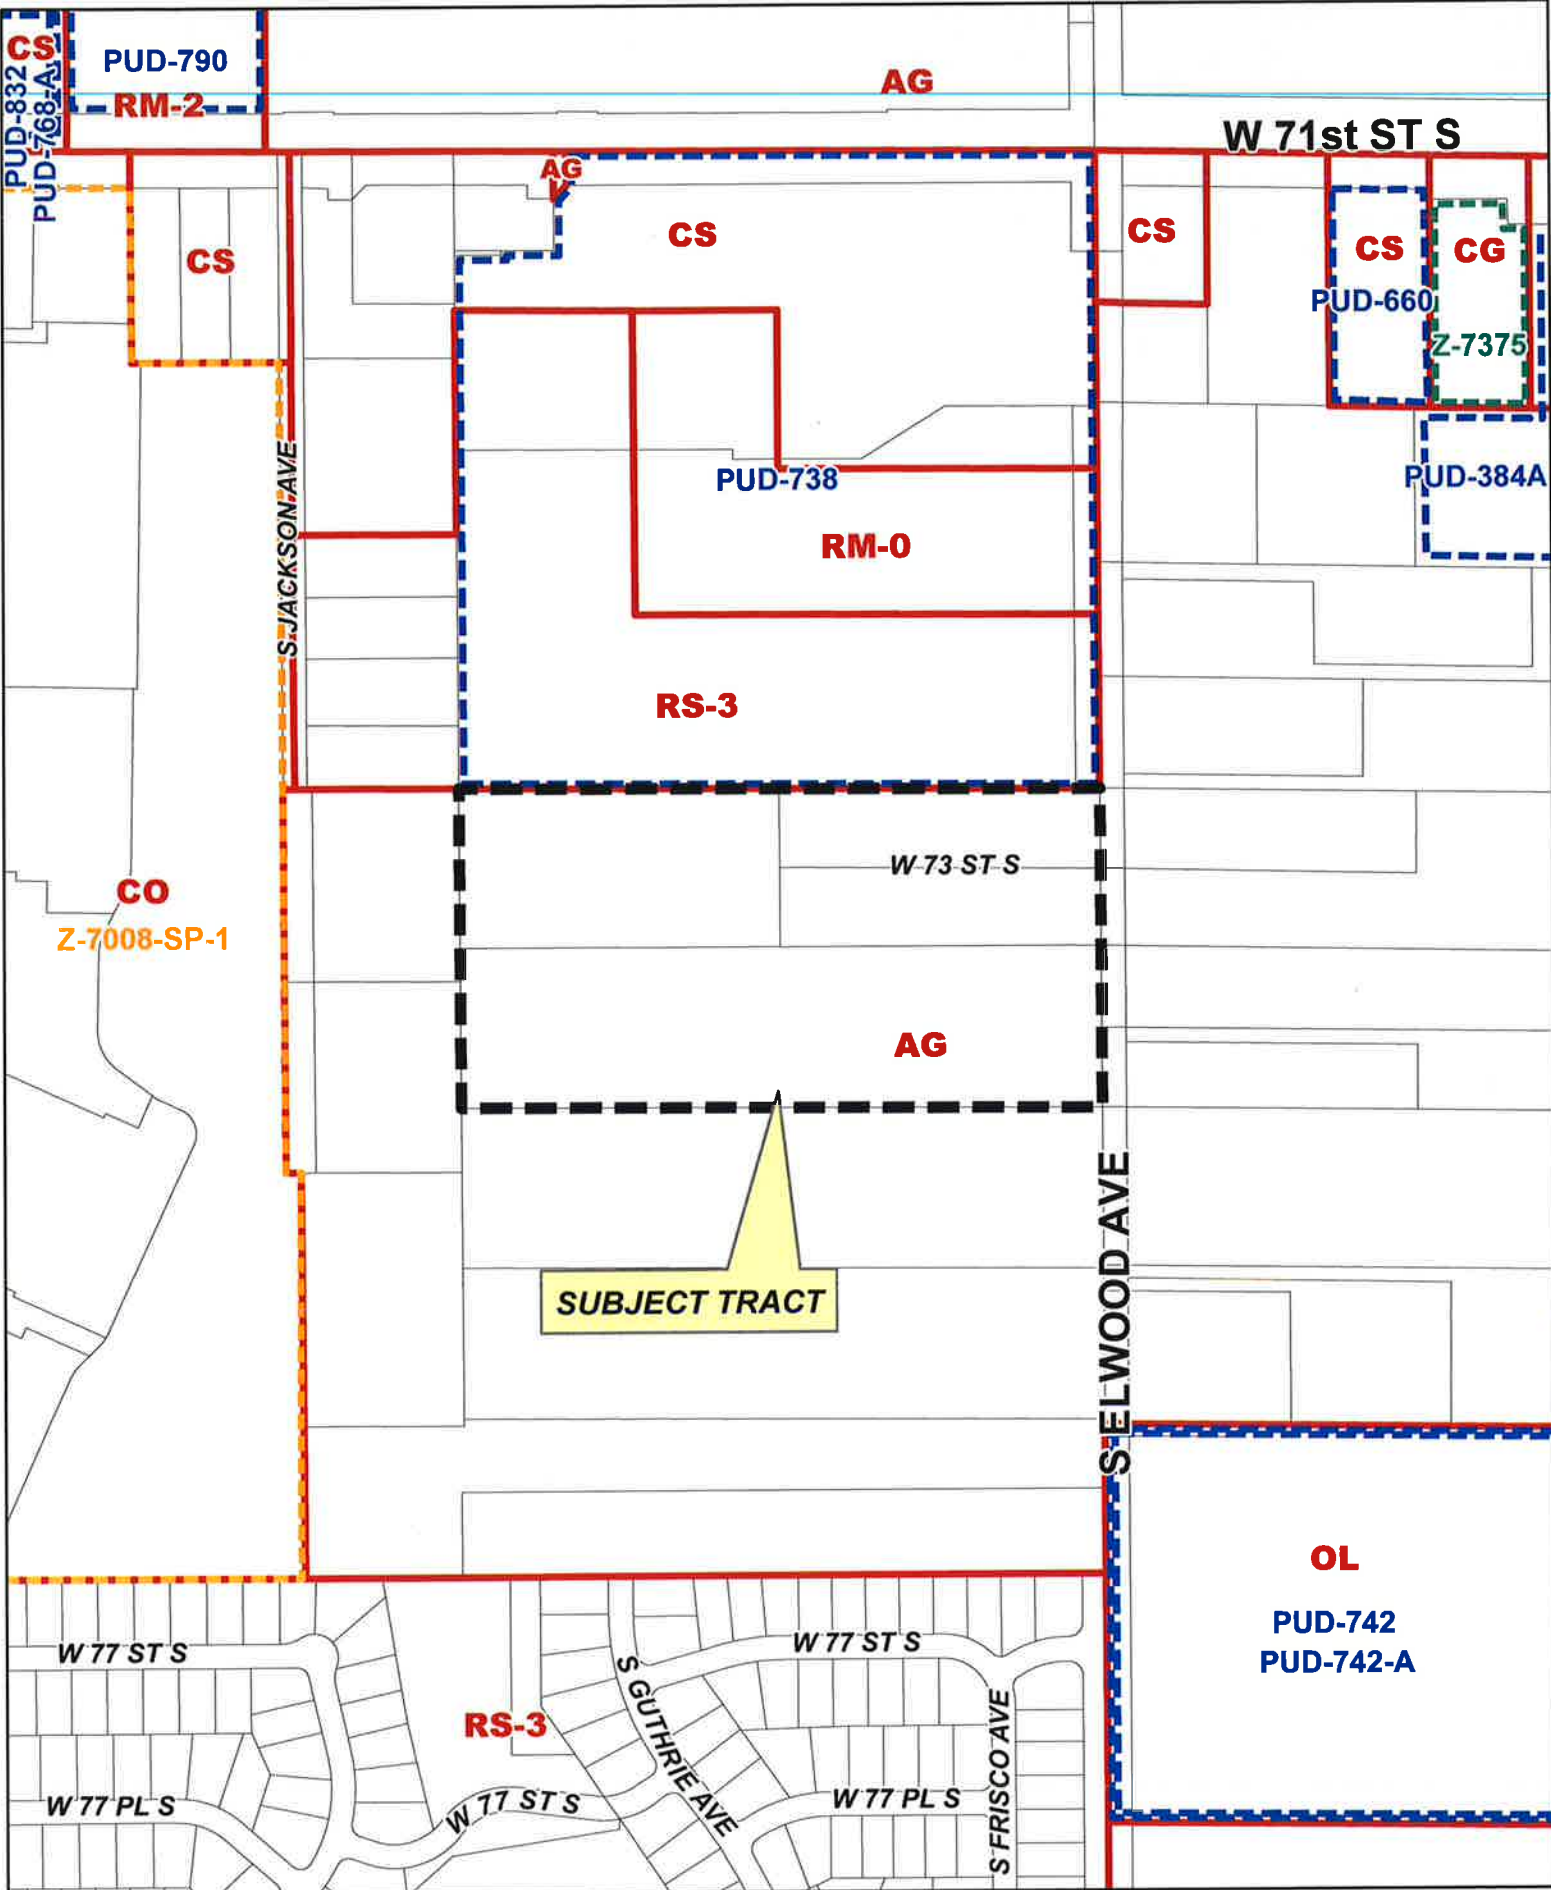 CS
PUD-832
PUD-768-A
PUD-790
RM-2
AG
W 71st ST S
AG
CS
CS
CS
CS
PUD-660
CG
Z-7375
PUD-384A
PUD-738
RM-0
S JACKSON AVE
RS-3
W 73 ST S
CO
Z-7008-SP-1
AG
SUBJECT TRACT
S ELWOOD AVE
OL
PUD-742
PUD-742-A
W 77 ST S
W 77 ST S
S GUTHRIE AVE
S FRISCO AVE
RS-3
W 77 PL S
W 77 ST S
W 77 PL S